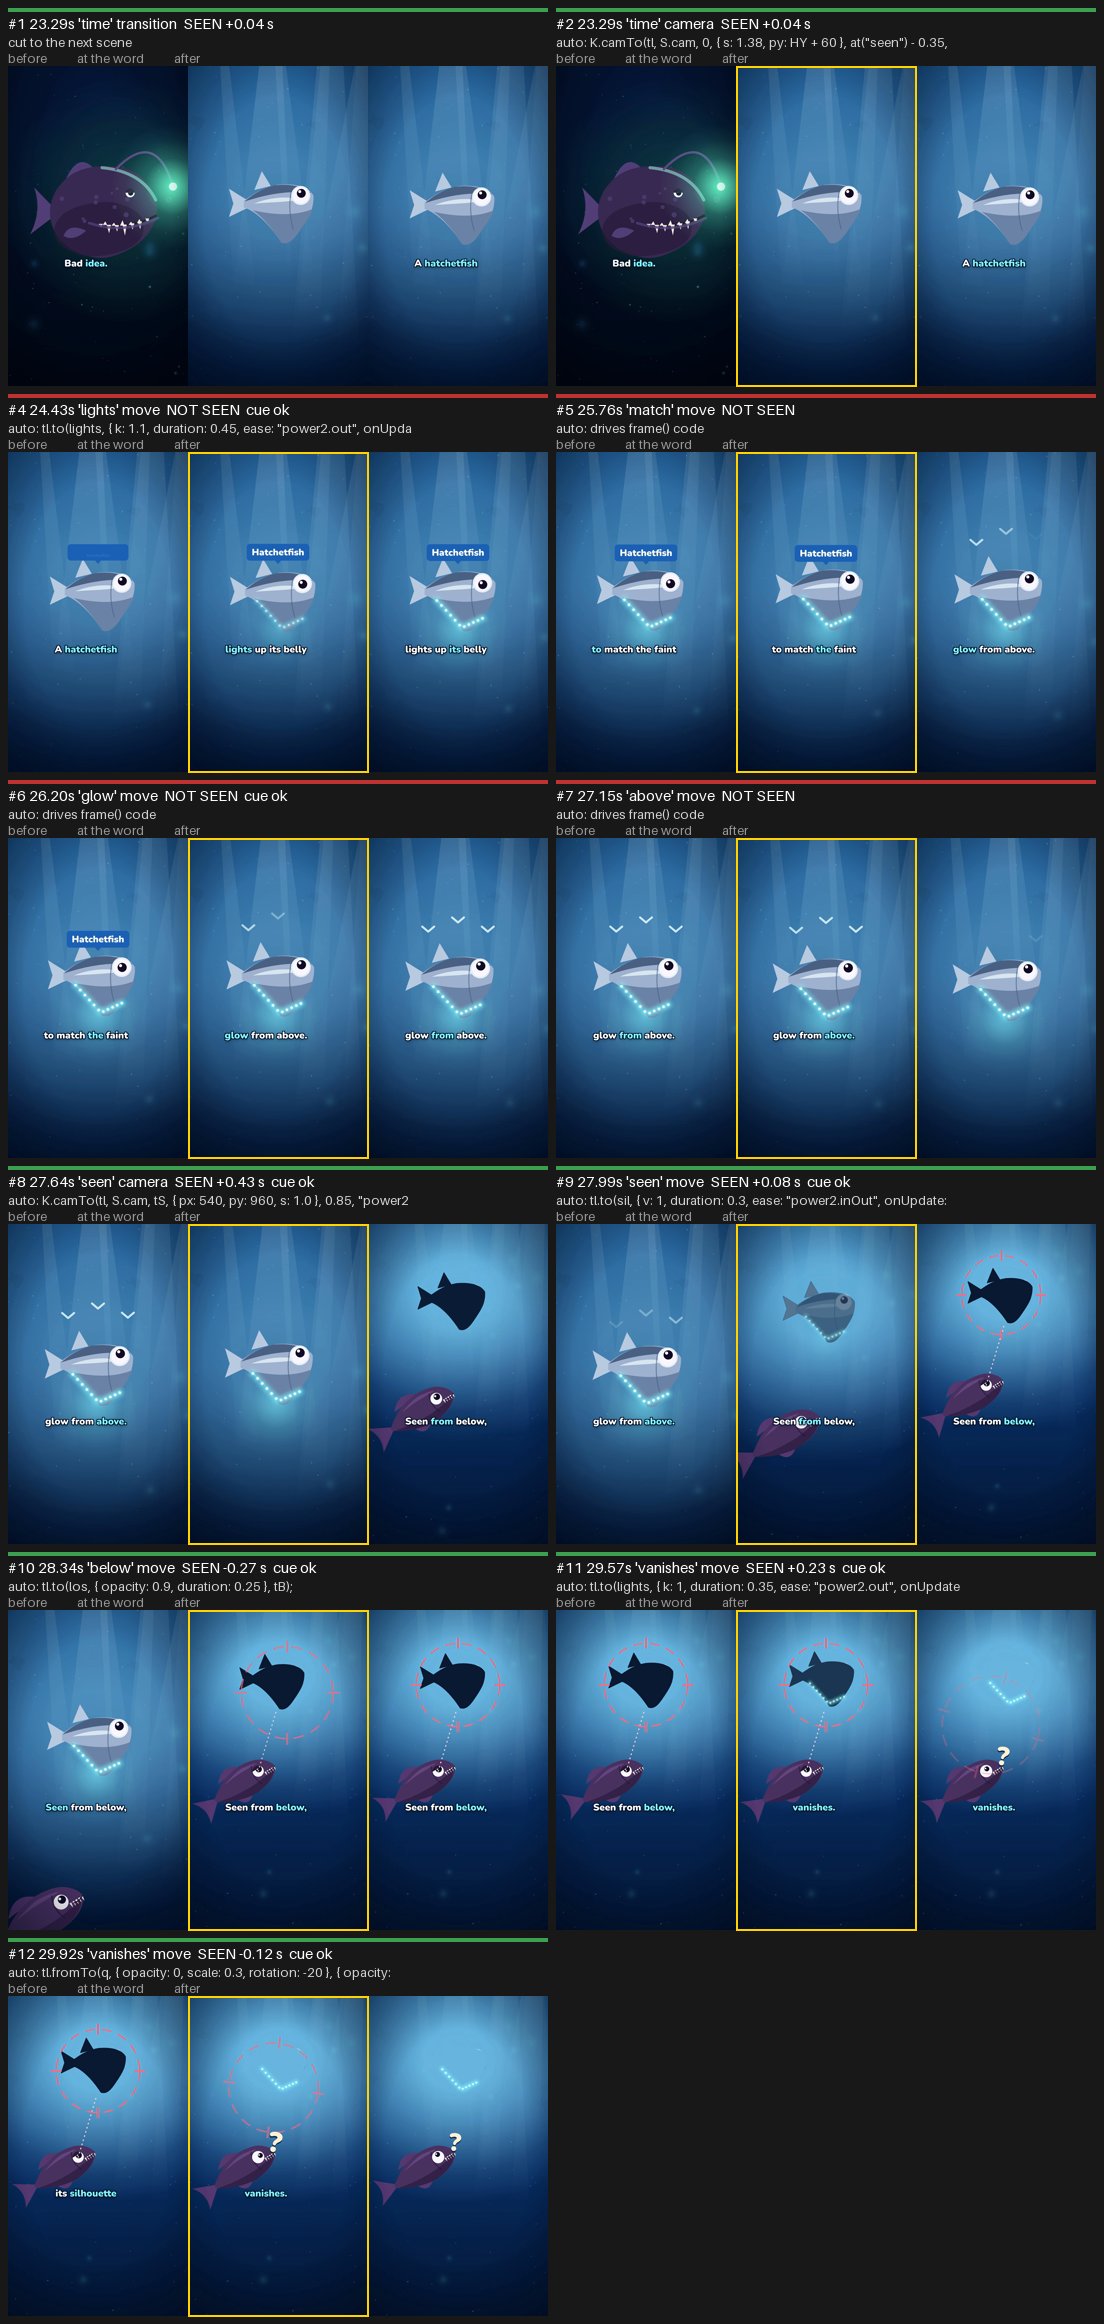 #1 23.29s 'time' transition  SEEN +0.04 s
cut to the next scene
before at the word after
Bad idea.
A hatchetfish
#2 23.29s 'time' camera  SEEN +0.04 s
auto: K.camTo(tl, S.cam, 0, { s: 1.38, py: HY + 60 }, at("seen") - 0.35,
before at the word after
Bad idea.
A hatchetfish
#4 24.43s 'lights' move  NOT SEEN  cue ok
auto: tl.to(lights, { k: 1.1, duration: 0.45, ease: "power2.out", onUpda
before at the word after
Hatchetfish
Hatchetfish
A hatchetfish
lights up its belly
lights up its belly
#5 25.76s 'match' move  NOT SEEN
auto: drives frame() code
before at the word after
Hatchetfish
Hatchetfish
to match the faint
to match the faint
glow from above.
#6 26.20s 'glow' move  NOT SEEN  cue ok
auto: drives frame() code
before at the word after
Hatchetfish
to match the faint
glow from above.
glow from above.
#7 27.15s 'above' move  NOT SEEN
auto: drives frame() code
before at the word after
glow from above.
glow from above.
#8 27.64s 'seen' camera  SEEN +0.43 s  cue ok
auto: K.camTo(tl, S.cam, tS, { px: 540, py: 960, s: 1.0 }, 0.85, "power2
before at the word after
glow from above.
Seen from below,
#9 27.99s 'seen' move  SEEN +0.08 s  cue ok
auto: tl.to(sil, { v: 1, duration: 0.3, ease: "power2.inOut", onUpdate:
before at the word after
glow from above.
Seen from below,
Seen from below,
#10 28.34s 'below' move  SEEN -0.27 s  cue ok
auto: tl.to(los, { opacity: 0.9, duration: 0.25 }, tB);
before at the word after
Seen from below,
Seen from below,
Seen from below,
#11 29.57s 'vanishes' move  SEEN +0.23 s  cue ok
auto: tl.to(lights, { k: 1, duration: 0.35, ease: "power2.out", onUpdate
before at the word after
?
Seen from below,
vanishes.
vanishes.
#12 29.92s 'vanishes' move  SEEN -0.12 s  cue ok
auto: tl.fromTo(q, { opacity: 0, scale: 0.3, rotation: -20 }, { opacity:
before at the word after
?
?
its silhouette
vanishes.